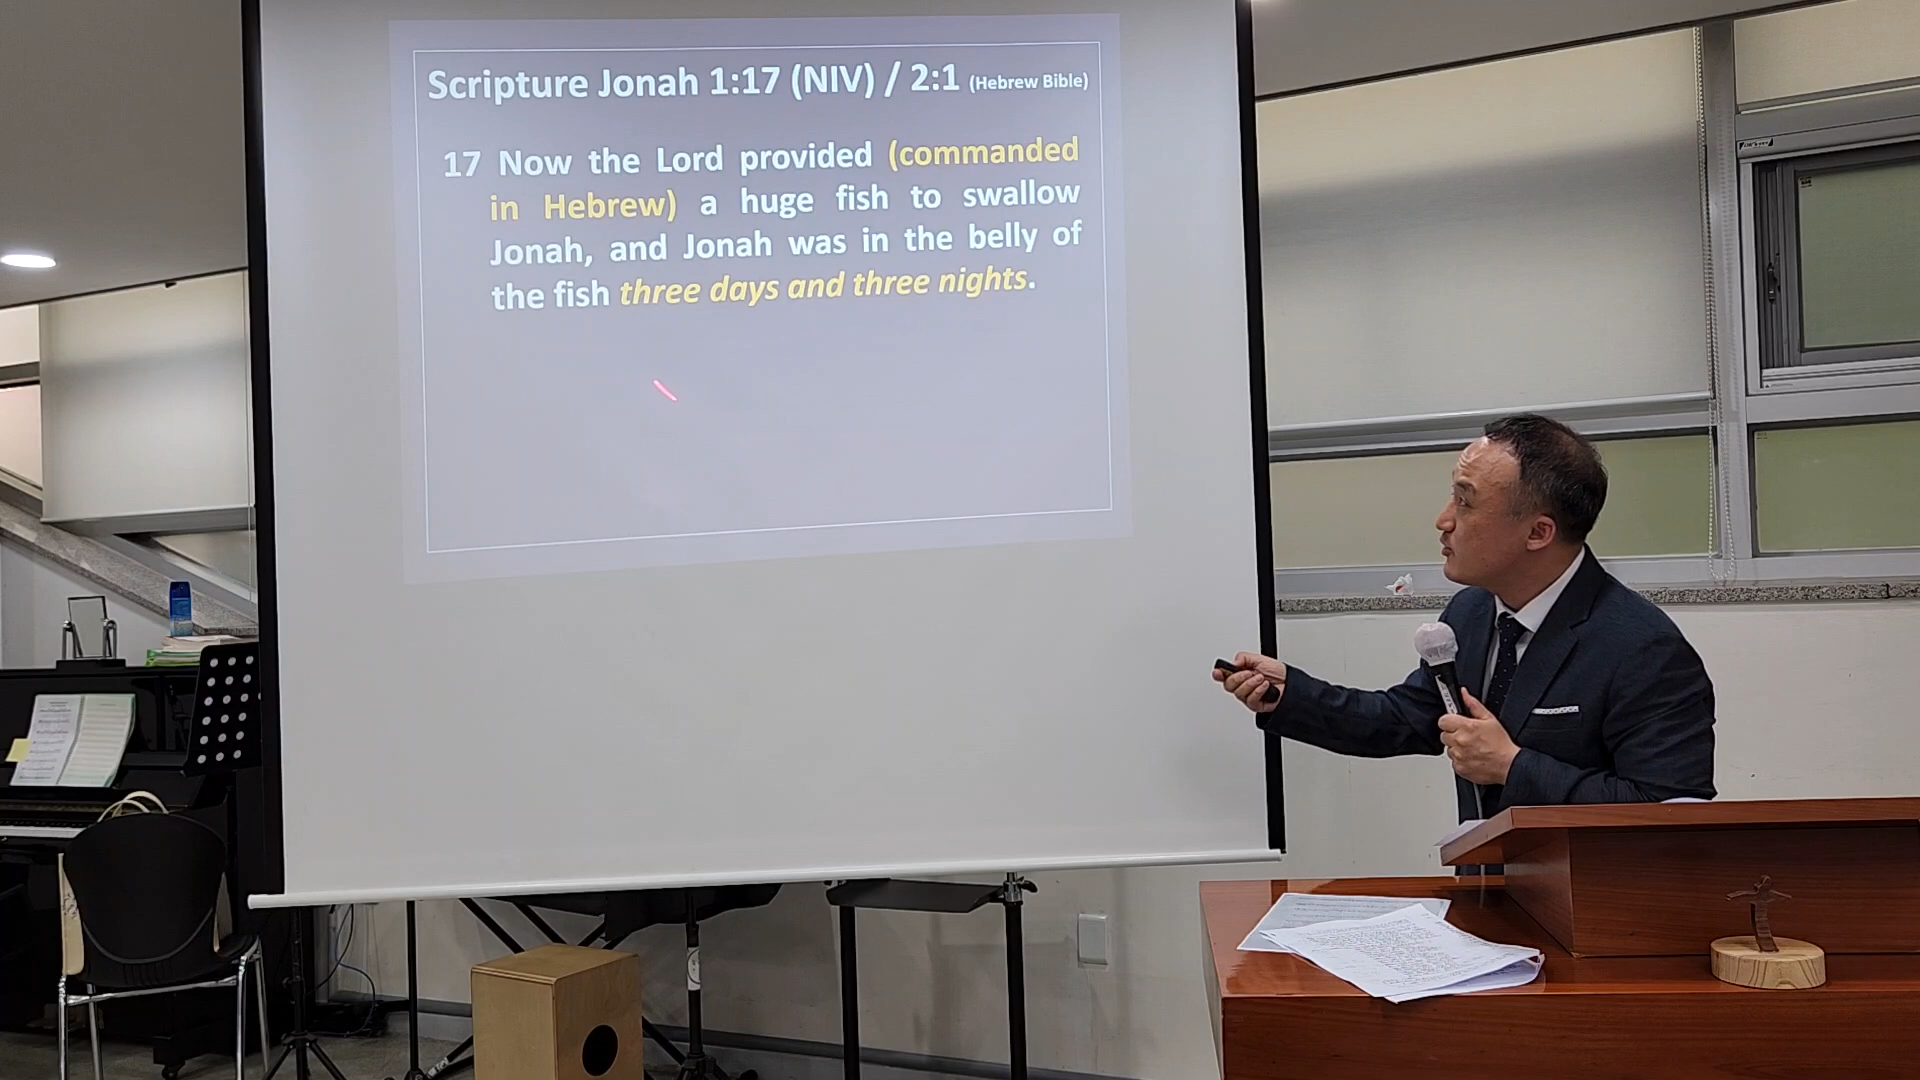 Scripture Jonah 1:17 (NIV) / 2:1 (Hebrew Bible)
17 Now the Lord provided (commanded
in Hebrew) a huge fish to swallow
Jonah, and Jonah was in the belly of
the fish three days and three nights.